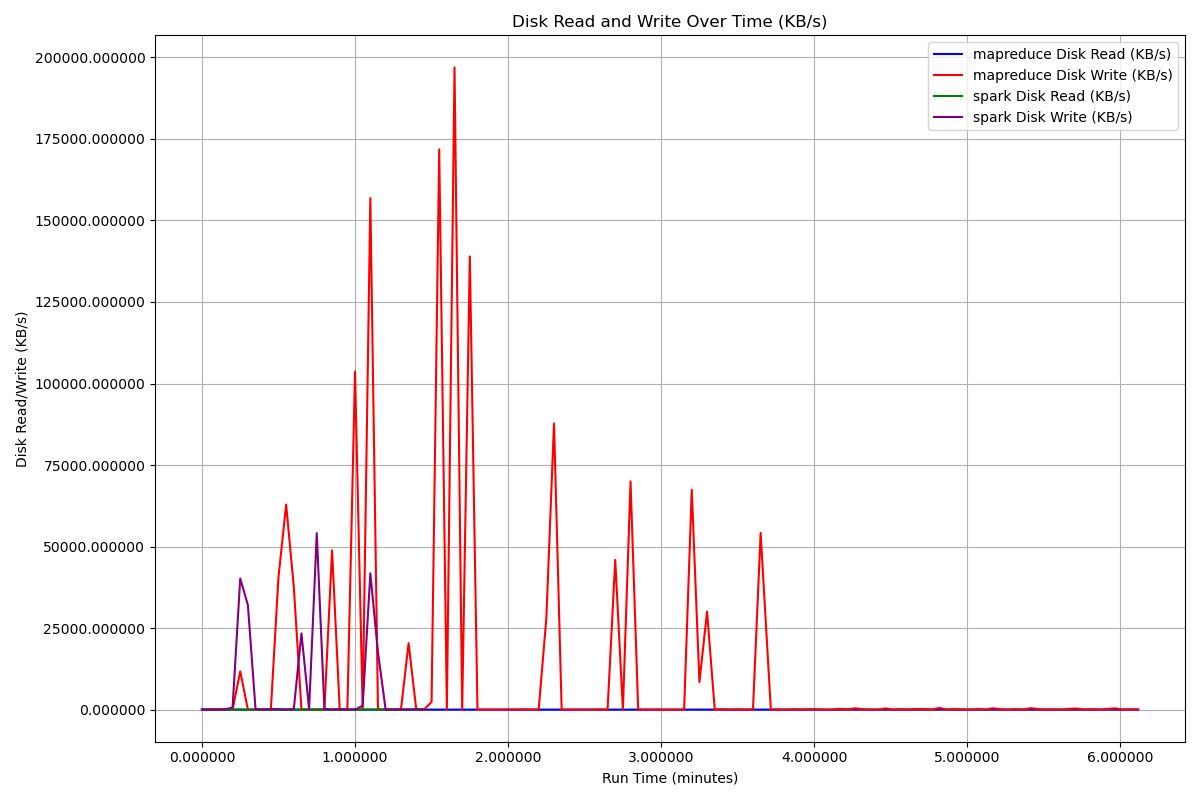 Disk Read and Write Over Time (KB/s)
mapreduce Disk Read (KB/s)
mapreduce Disk Write (KB/s)
spark Disk Read (KB/s)
spark Disk Write (KB/s)
200000.000000
175000.000000
150000.000000
125000.000000
100000.000000
75000.000000
50000.000000
25000.000000
0.000000
Disk Read/Write (KB/s)
0.000000 1.000000 2.000000 3.000000 4.000000 5.000000 6.000000
Run Time (minutes)